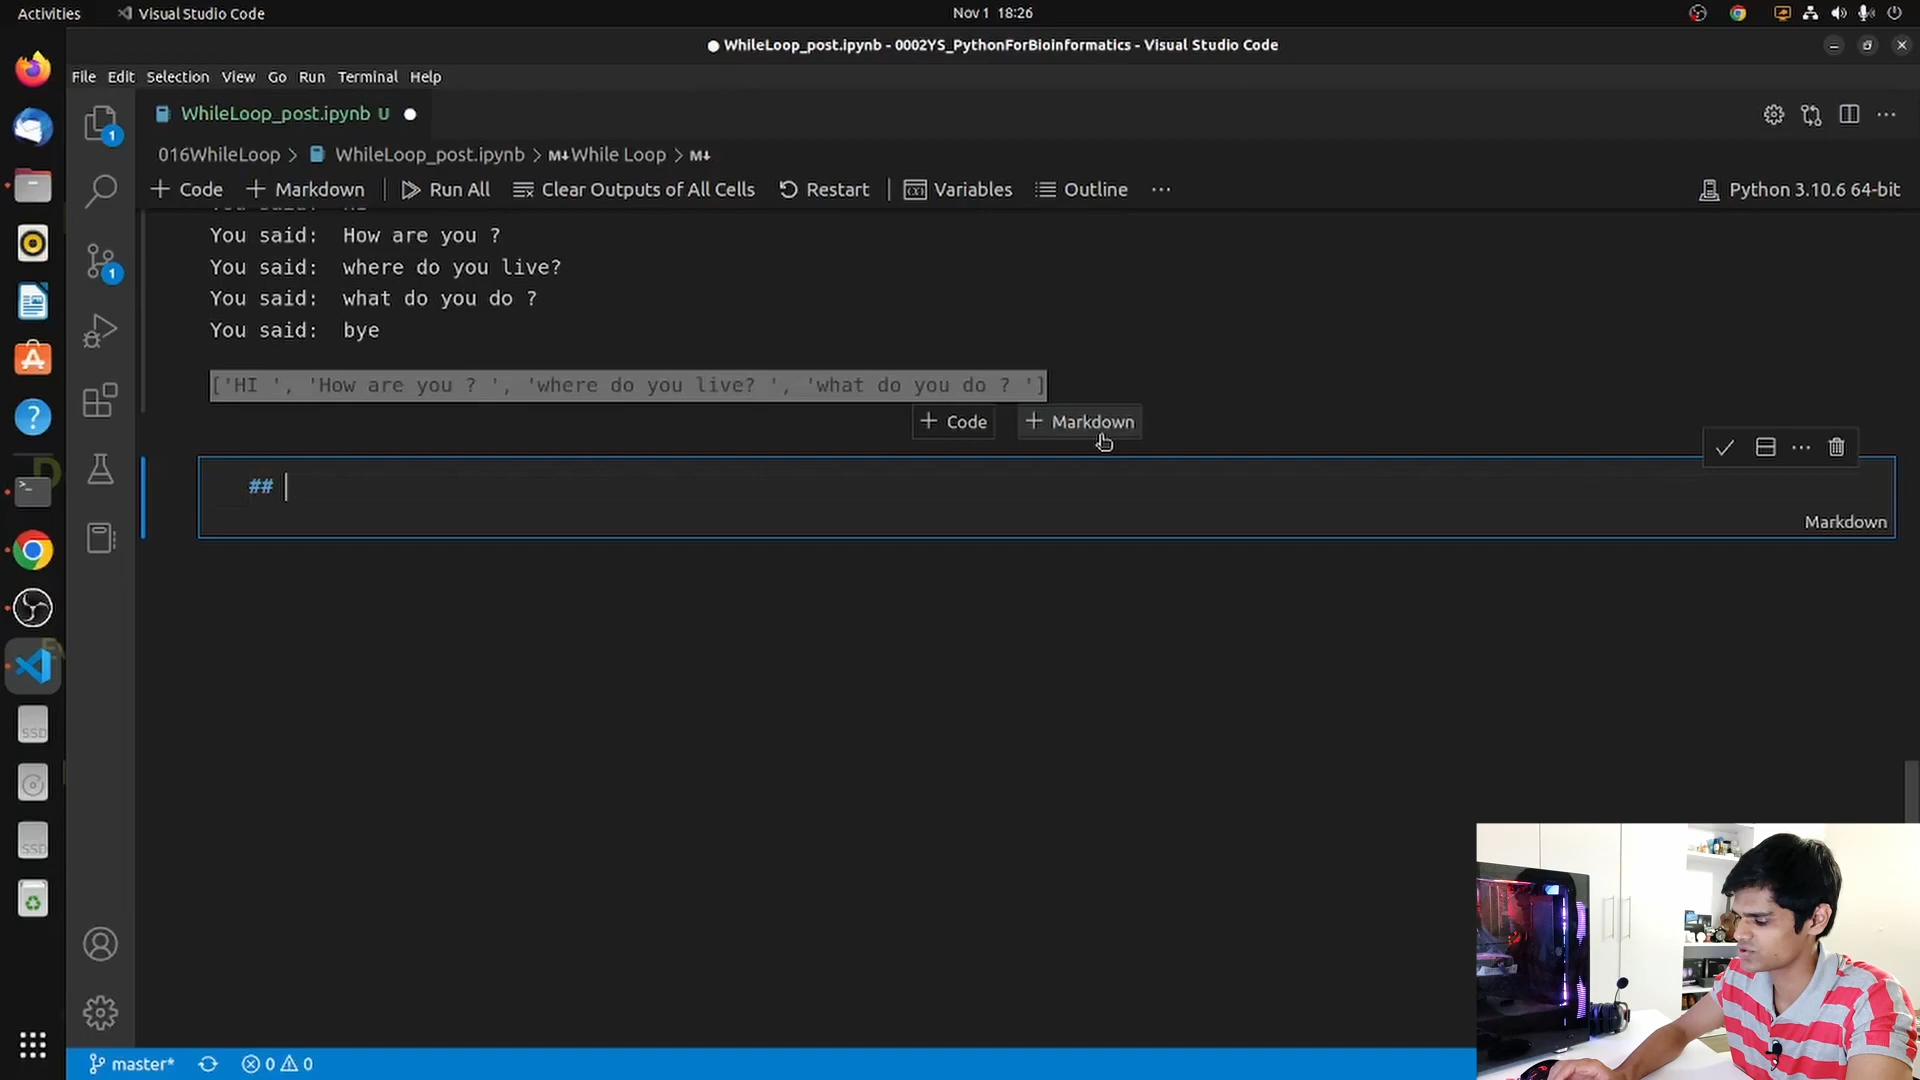 Activities
Visual Studio Code
Nov 1 18:26
WhileLoop_post.ipynb - 0002YS_PythonForBioinformatics - Visual Studio Code
File Edit Selection View Go Run Terminal Help
WhileLoop_post.ipynb U
016WhileLoop > WhileLoop_post.ipynb > M↓While Loop > M↓
+ Code + Markdown Run All Clear Outputs of All Cells Restart Variables Outline ...
Python 3.10.6 64-bit
You said: How are you ?
You said: where do you live?
You said: what do you do ?
You said: bye
['HI ', 'How are you ? ', 'where do you live? ', 'what do you do ? ']
+ Code + Markdown
##
Markdown
1
1
SSD
SSD
master* 0 0